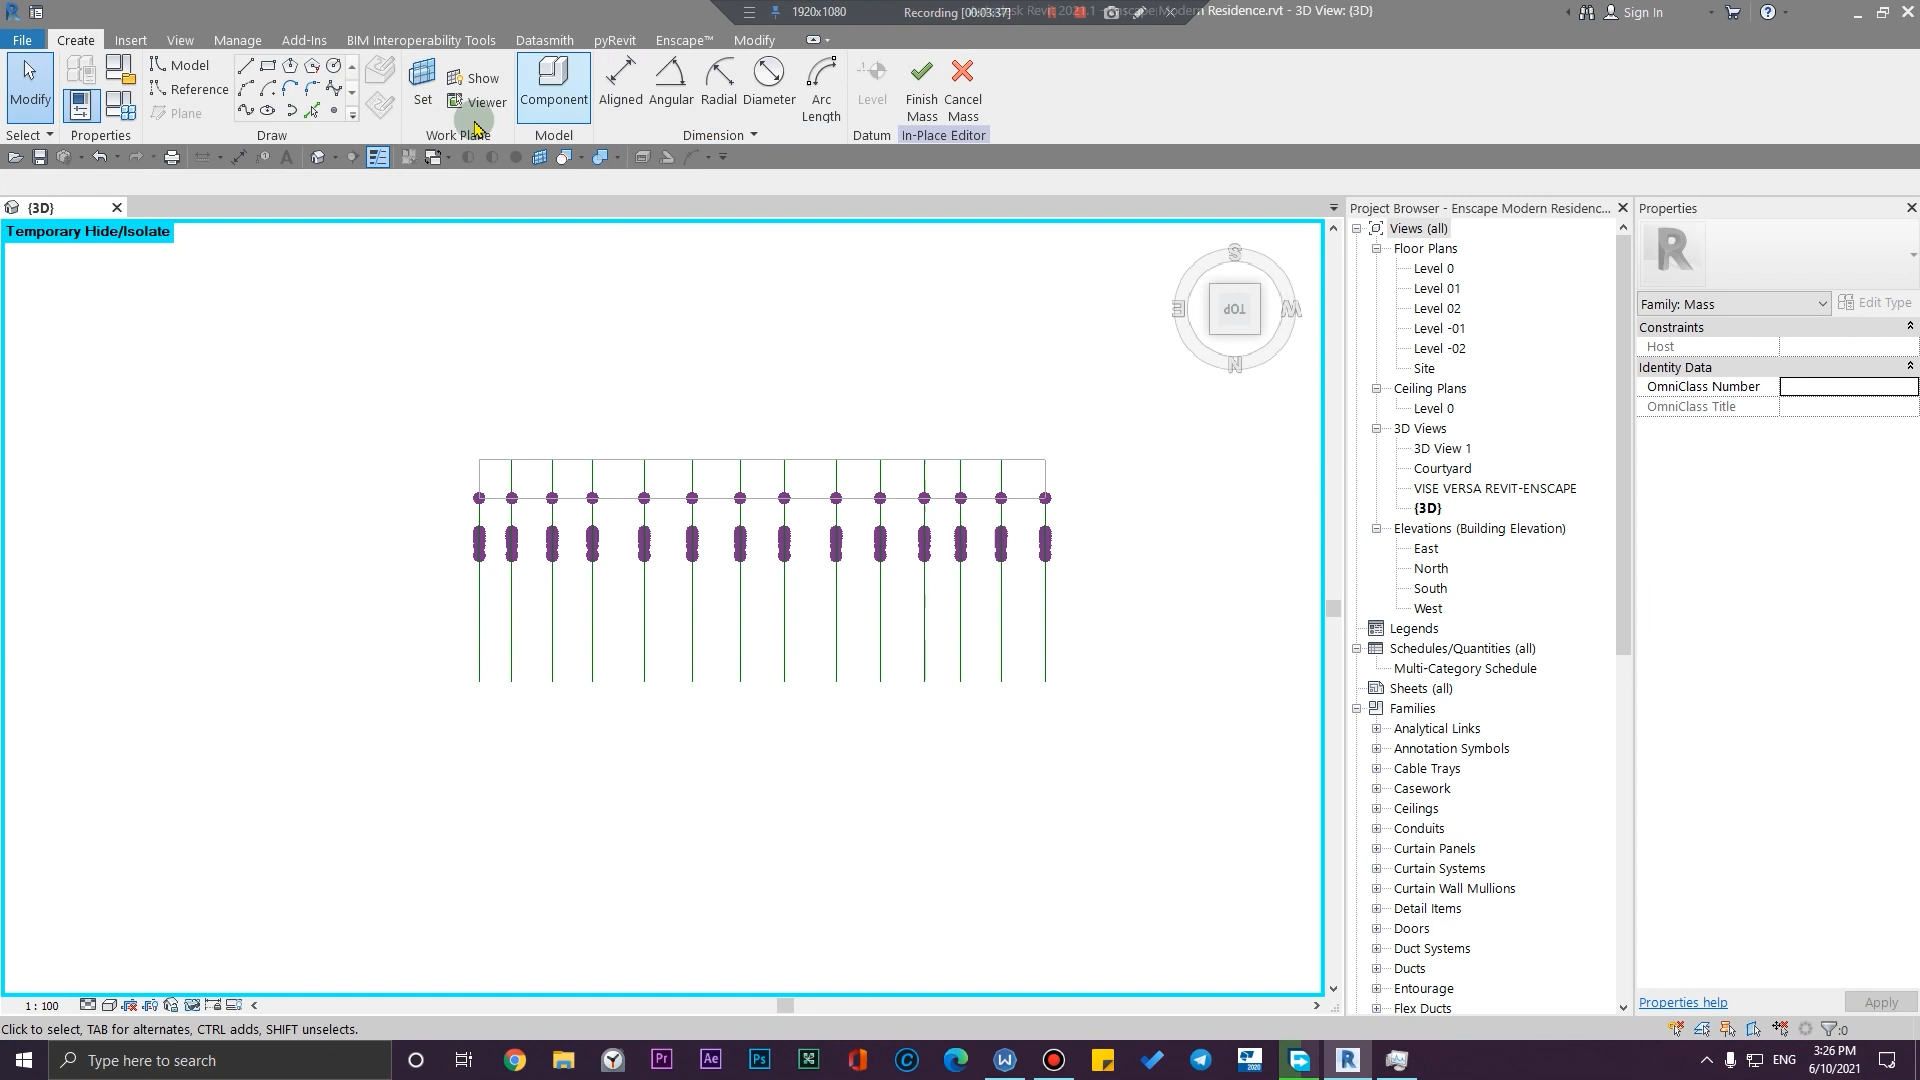 1920x1080
Recording [00:03:37]
Modern Residence.rvt - 3D View: {3D}
Sign In
File
Create
Insert
View
Manage
Add-Ins
BIM Interoperability Tools
Datasmith
pyRevit
Enscape™
Modify
Modify
Model
Reference
Plane
Set
Show
Viewer
Component
Aligned
Angular
Radial
Diameter
Arc Length
Level
Finish Mass
Cancel Mass
Select
Properties
Draw
Work Plane
Model
Dimension
Datum
In-Place Editor
{3D}
Temporary Hide/Isolate
S
E
TOP
W
N
Project Browser - Enscape Modern Residenc...
Views (all)
Floor Plans
Level 0
Level 01
Level 02
Level -01
Level -02
Site
Ceiling Plans
Level 0
3D Views
3D View 1
Courtyard
VISE VERSA REVIT-ENSCAPE
{3D}
Elevations (Building Elevation)
East
North
South
West
Legends
Schedules/Quantities (all)
Multi-Category Schedule
Sheets (all)
Families
Analytical Links
Annotation Symbols
Cable Trays
Casework
Ceilings
Conduits
Curtain Panels
Curtain Systems
Curtain Wall Mullions
Detail Items
Doors
Duct Systems
Ducts
Entourage
Flex Ducts
Properties
R
Family: Mass
Edit Type
Constraints
Host
Identity Data
OmniClass Number
OmniClass Title
Properties help
Apply
1 : 100
Click to select, TAB for alternates, CTRL adds, SHIFT unselects.
:0
Type here to search
Pr
Ae
Ps
2020
R
ENG
3:26 PM
6/10/2021